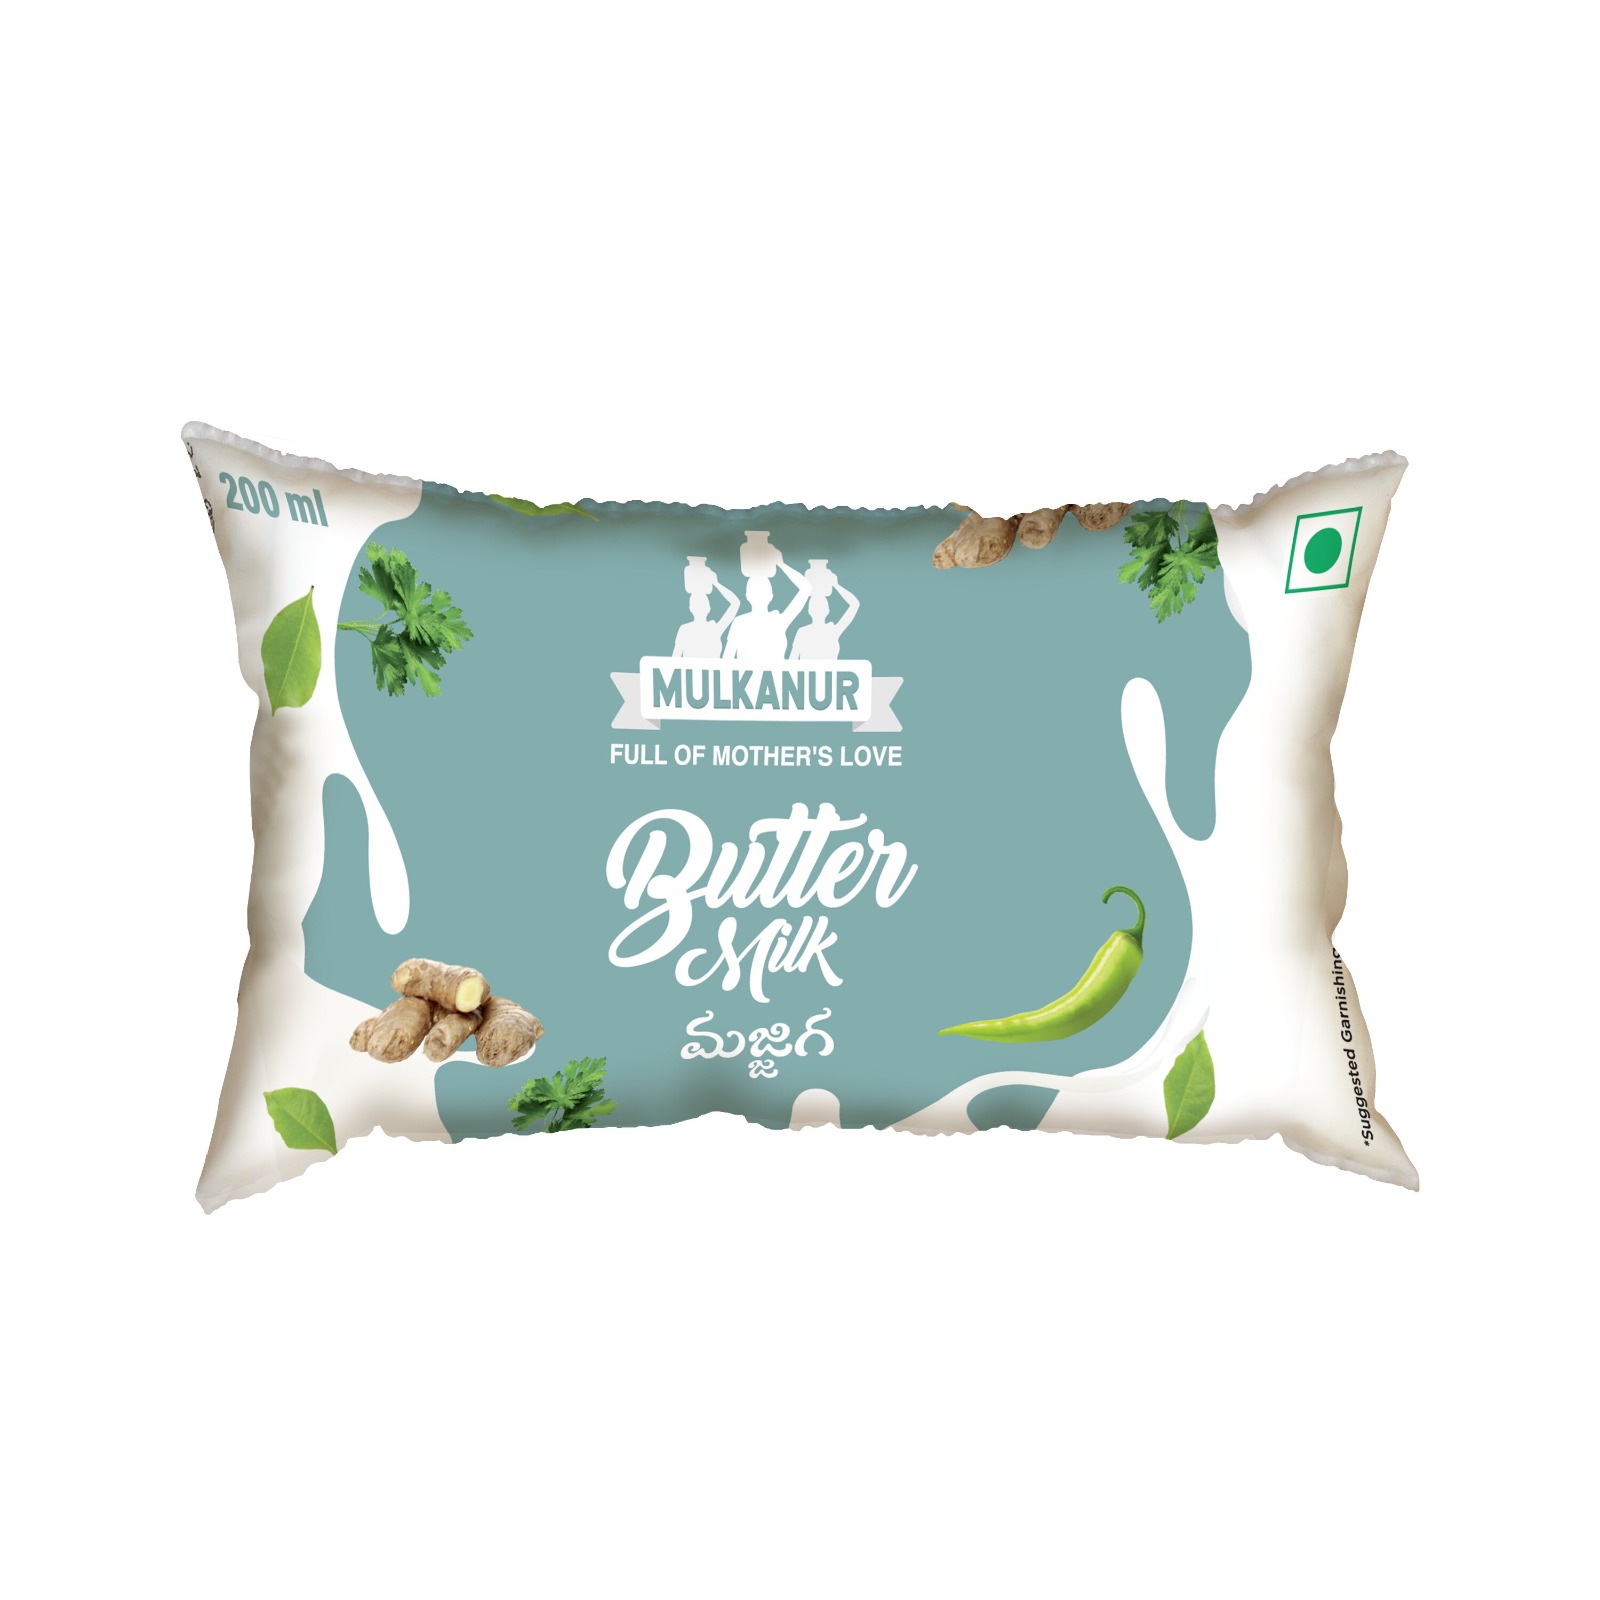 200 ml
MULKANUR
FULL OF MOTHER'S LOVE
Butter
Milk
మజ్జిగ
*Suggested Garnishing